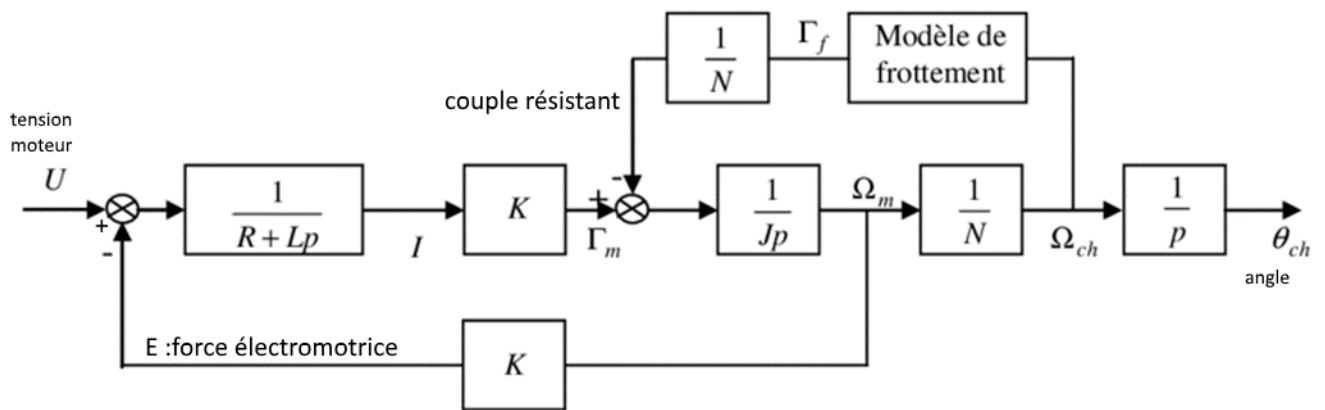 1
N
Γf
Modèle de
frottement
couple résistant
tension
moteur
U
+
-
1
R + Lp
I
K
+
-
Γm
1
Jp
Ωm
1
N
Ωch
1
p
θch
angle
E :force électromotrice
K